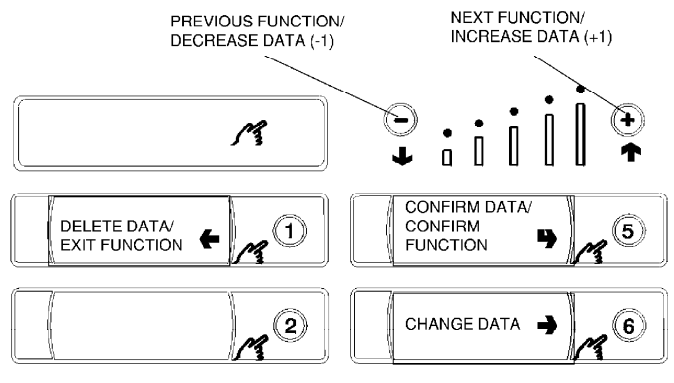 PREVIOUS FUNCTION/
DECREASE DATA (-1)
NEXT FUNCTION/
INCREASE DATA (+1)
-
+
DELETE DATA/
EXIT FUNCTION
1
CONFIRM DATA/
CONFIRM
FUNCTION
5
2
CHANGE DATA
6